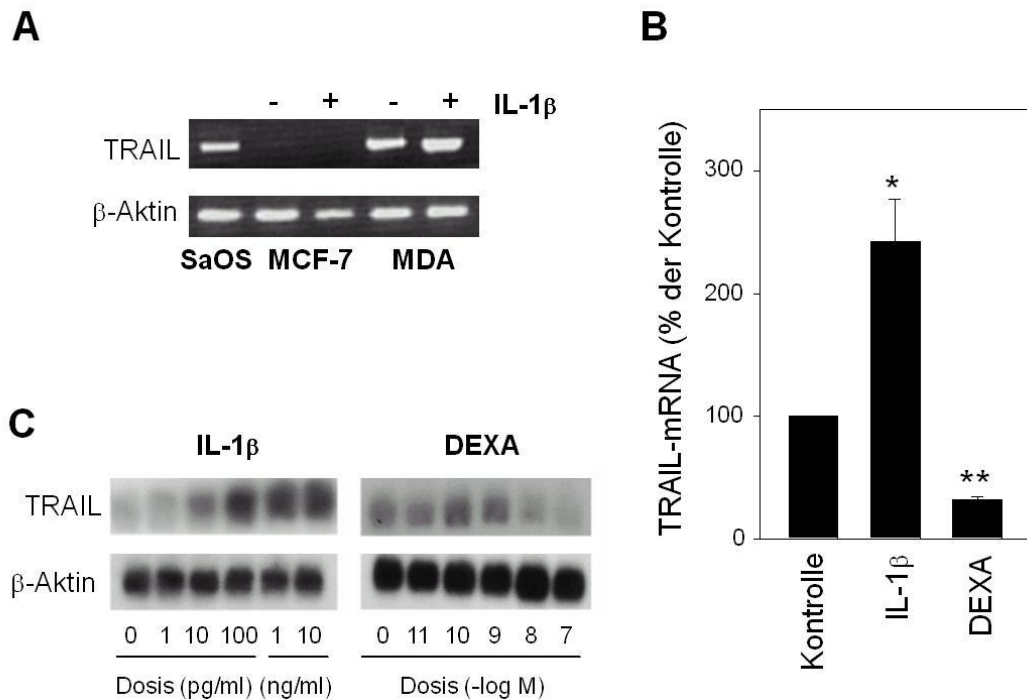 A
- + - + IL-1β
TRAIL
β-Aktin
SaOS MCF-7 MDA
B
TRAIL-mRNA (% der Kontrolle)
300
200
100
0
*
**
Kontrolle
IL-1β
DEXA
C
IL-1β DEXA
TRAIL
β-Aktin
0 1 10 100 1 10 0 11 10 9 8 7
Dosis (pg/ml) (ng/ml) Dosis (-log M)